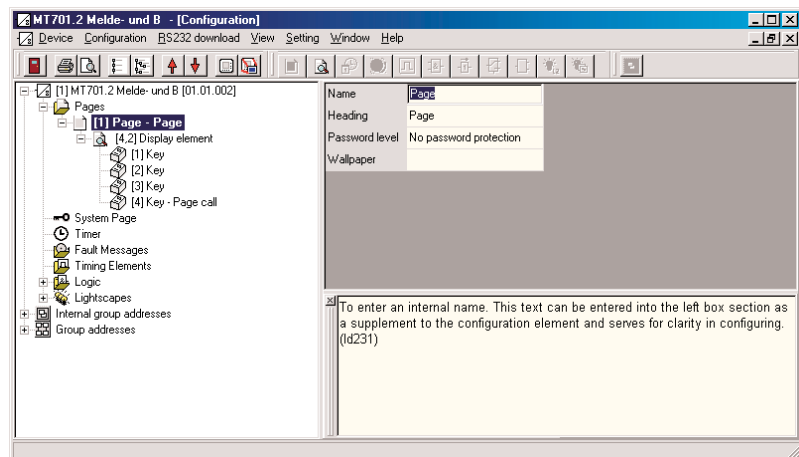 MT701.2 Melde- und B - [Configuration]
Device Configuration RS232 download View Setting Window Help
[1] MT701.2 Melde- und B [01.01.002]
Pages
[1] Page - Page
[4,2] Display element
[1] Key
[2] Key
[3] Key
[4] Key - Page call
System Page
Timer
Fault Messages
Timing Elements
Logic
Lightscapes
Internal group addresses
Group addresses
Name Page
Heading Page
Password level No password protection
Wallpaper
To enter an internal name. This text can be entered into the left box section as
a supplement to the configuration element and serves for clarity in configuring.
(Id231)